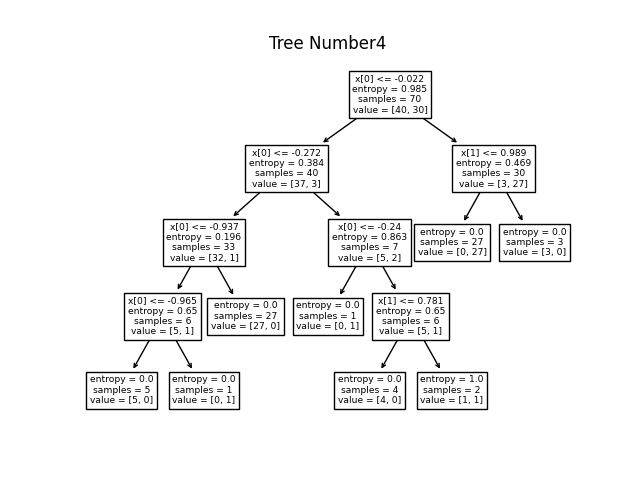 Tree Number4
x[0] <= -0.022
entropy = 0.985
samples = 70
value = [40, 30]
x[0] <= -0.272
entropy = 0.384
samples = 40
value = [37, 3]
x[1] <= 0.989
entropy = 0.469
samples = 30
value = [3, 27]
x[0] <= -0.937
entropy = 0.196
samples = 33
value = [32, 1]
x[0] <= -0.24
entropy = 0.863
samples = 7
value = [5, 2]
entropy = 0.0
samples = 27
value = [0, 27]
entropy = 0.0
samples = 3
value = [3, 0]
x[0] <= -0.965
entropy = 0.65
samples = 6
value = [5, 1]
entropy = 0.0
samples = 27
value = [27, 0]
entropy = 0.0
samples = 1
value = [0, 1]
x[1] <= 0.781
entropy = 0.65
samples = 6
value = [5, 1]
entropy = 0.0
samples = 5
value = [5, 0]
entropy = 0.0
samples = 1
value = [0, 1]
entropy = 0.0
samples = 4
value = [4, 0]
entropy = 1.0
samples = 2
value = [1, 1]